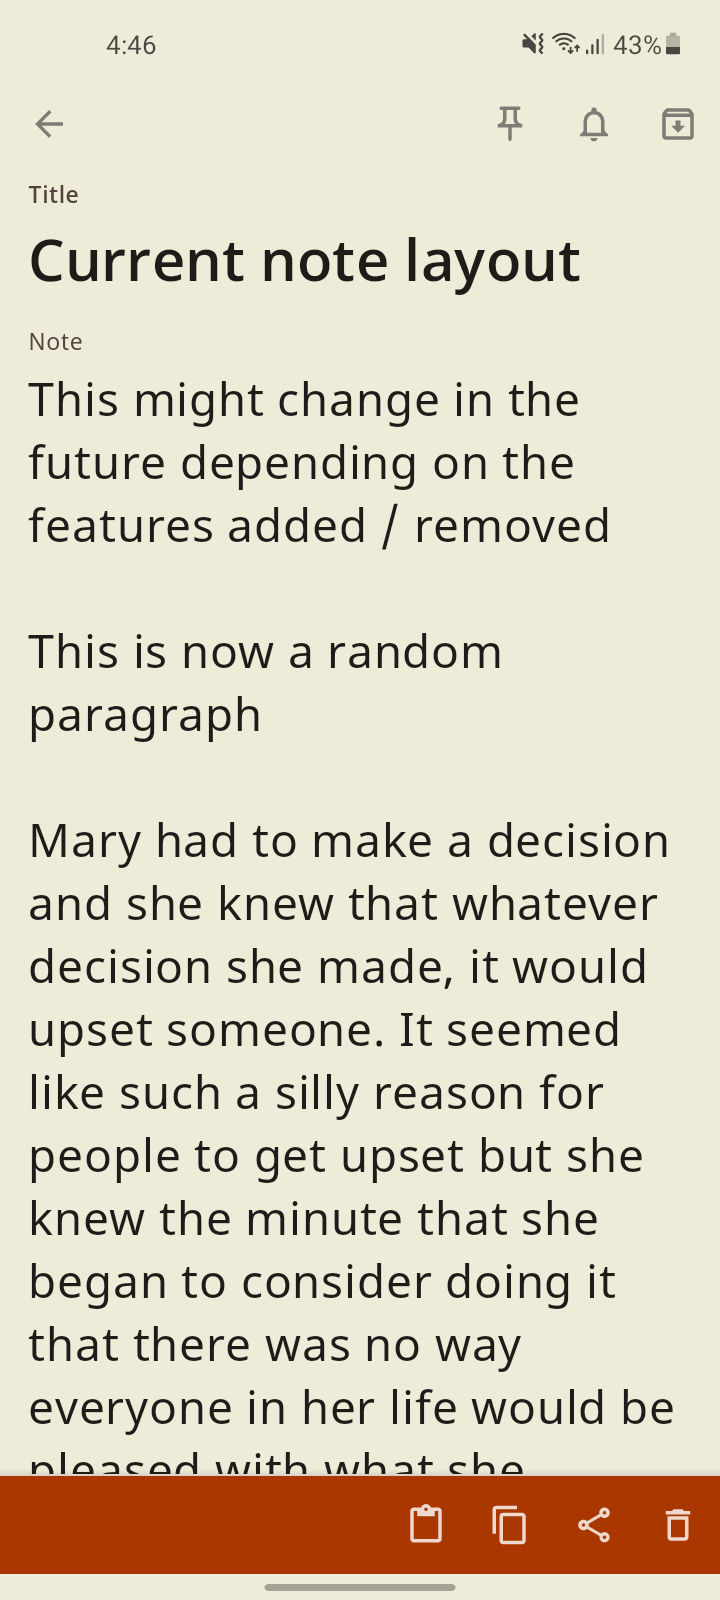 4:46
43%
Title
Current note layout
Note
This might change in the
future depending on the
features added / removed
This is now a random
paragraph
Mary had to make a decision
and she knew that whatever
decision she made, it would
upset someone. It seemed
like such a silly reason for
people to get upset but she
knew the minute that she
began to consider doing it
that there was no way
everyone in her life would be
pleased with what she